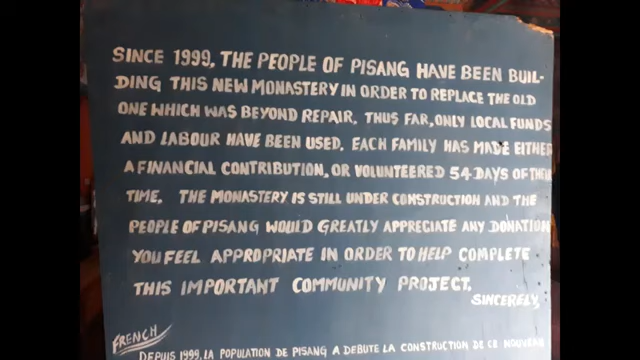 SINCE 1999, THE PEOPLE OF PISANG HAVE BEEN BUIL-
DING THIS NEW MONASTERY IN ORDER TO REPLACE THE OLD
ONE WHICH WAS BEYOND REPAIR. THUS FAR, ONLY LOCAL FUNDS
AND LABOUR HAVE BEEN USED. EACH FAMILY HAS MADE EITHER
A FINANCIAL CONTRIBUTION, OR VOLUNTEERED 54 DAYS OF THEIR
TIME. THE MONASTERY IS STILL UNDER CONSTRUCTION AND THE
PEOPLE OF PISANG WOULD GREATLY APPRECIATE ANY DONATION
YOU FEEL APPROPRIATE IN ORDER TO HELP COMPLETE
THIS IMPORTANT COMMUNITY PROJECT.
SINCERELY,
FRENCH
DEPUIS 1999, LA POPULATION DE PISANG A DEBUTE LA CONSTRUCTION DE CE NOUVEAU